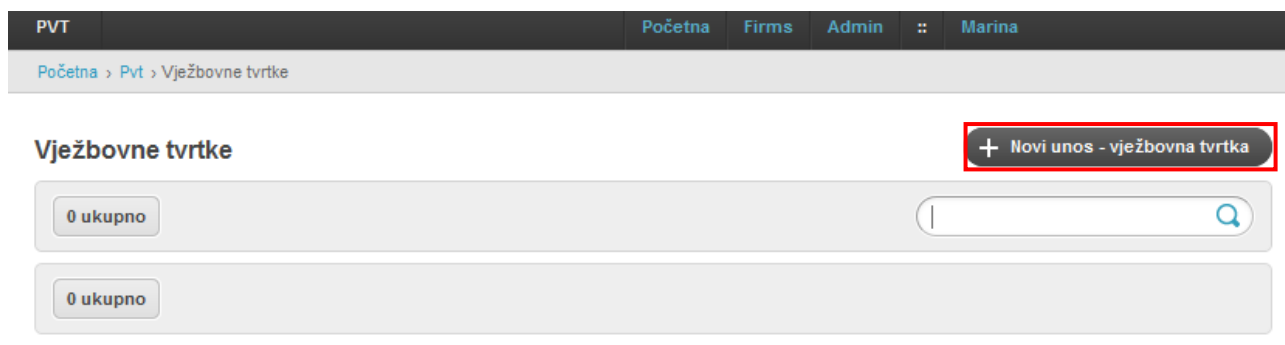 PVT Početna Firms Admin :: Marina
Početna › Pvt › Vježbovne tvrtke
Vježbovne tvrtke
+ Novi unos - vježbovna tvrtka
0 ukupno
0 ukupno